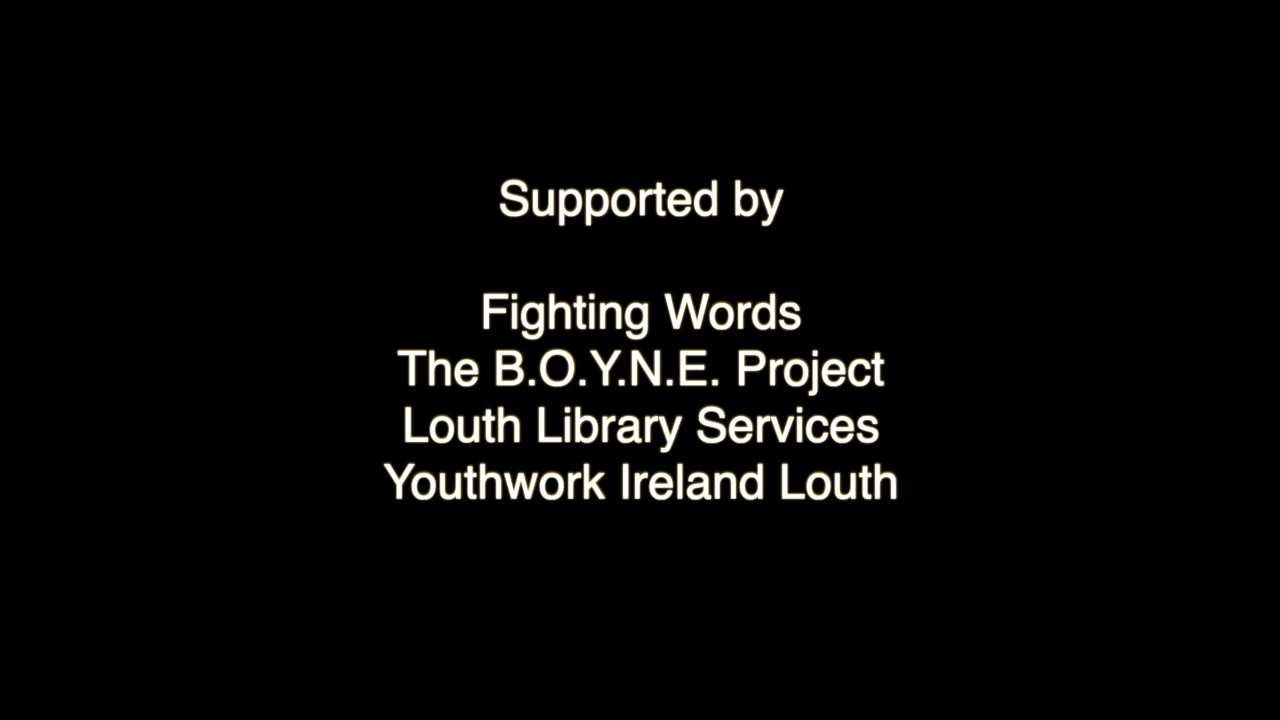 Supported by
Fighting Words
The B.O.Y.N.E. Project
Louth Library Services
Youthwork Ireland Louth